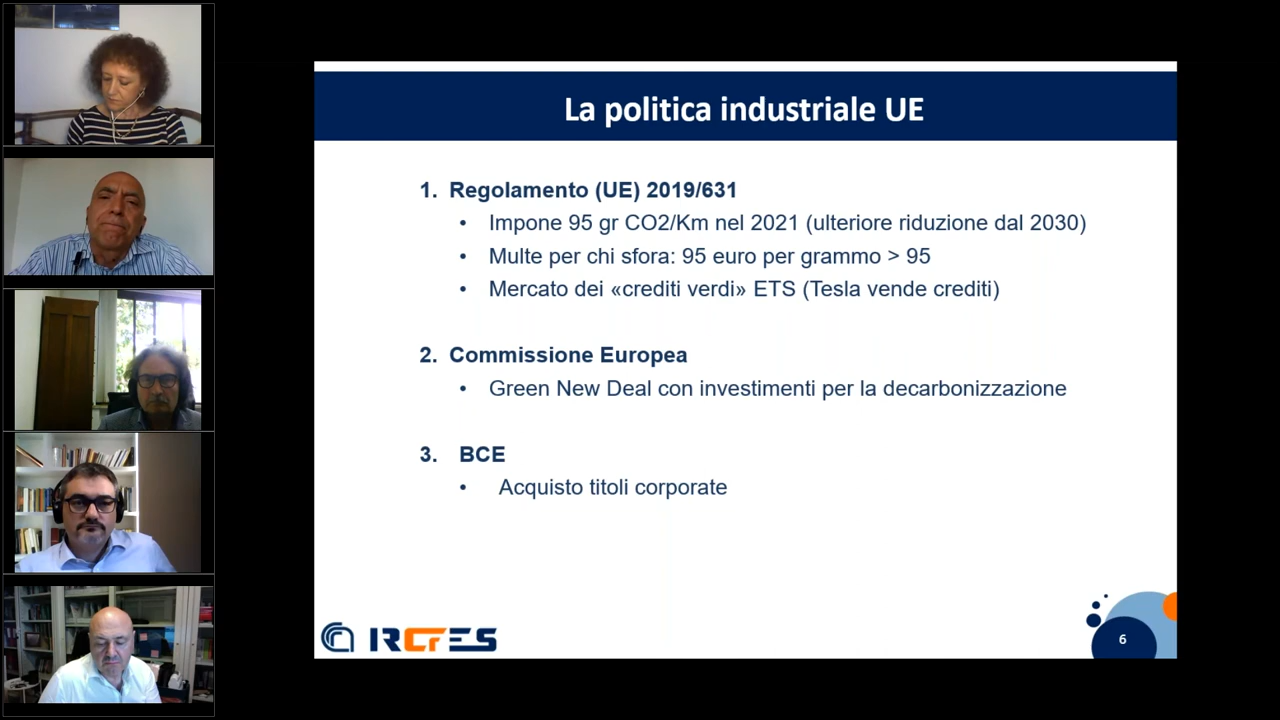 La politica industriale UE
1. Regolamento (UE) 2019/631
• Impone 95 gr CO2/Km nel 2021 (ulteriore riduzione dal 2030)
• Multe per chi sfora: 95 euro per grammo > 95
• Mercato dei «crediti verdi» ETS (Tesla vende crediti)
2. Commissione Europea
• Green New Deal con investimenti per la decarbonizzazione
3. BCE
• Acquisto titoli corporate
IRCrES
6